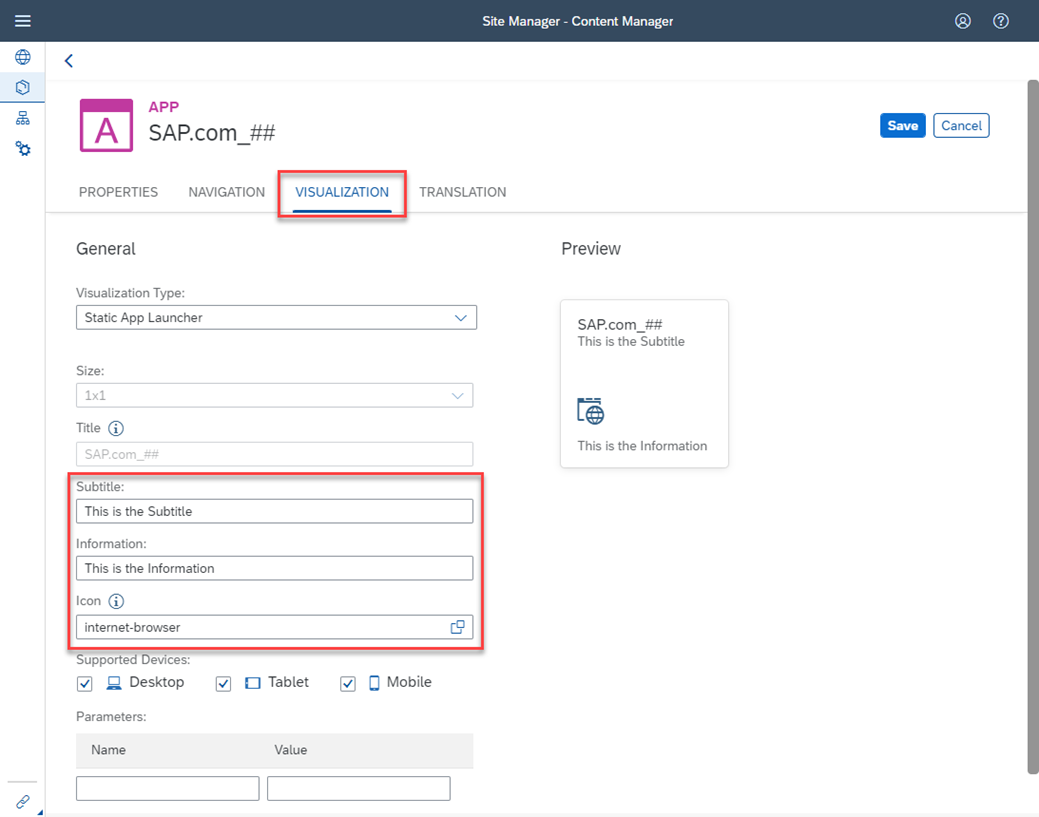 Site Manager - Content Manager
APP
A
SAP.com_##
Save
Cancel
PROPERTIES
NAVIGATION
VISUALIZATION
TRANSLATION
General
Preview
Visualization Type:
Static App Launcher
Size:
1x1
Title
SAP.com_##
Subtitle:
This is the Subtitle
Information:
This is the Information
Icon
internet-browser
Supported Devices:
Desktop
Tablet
Mobile
Parameters:
Name
Value
SAP.com_##
This is the Subtitle
This is the Information